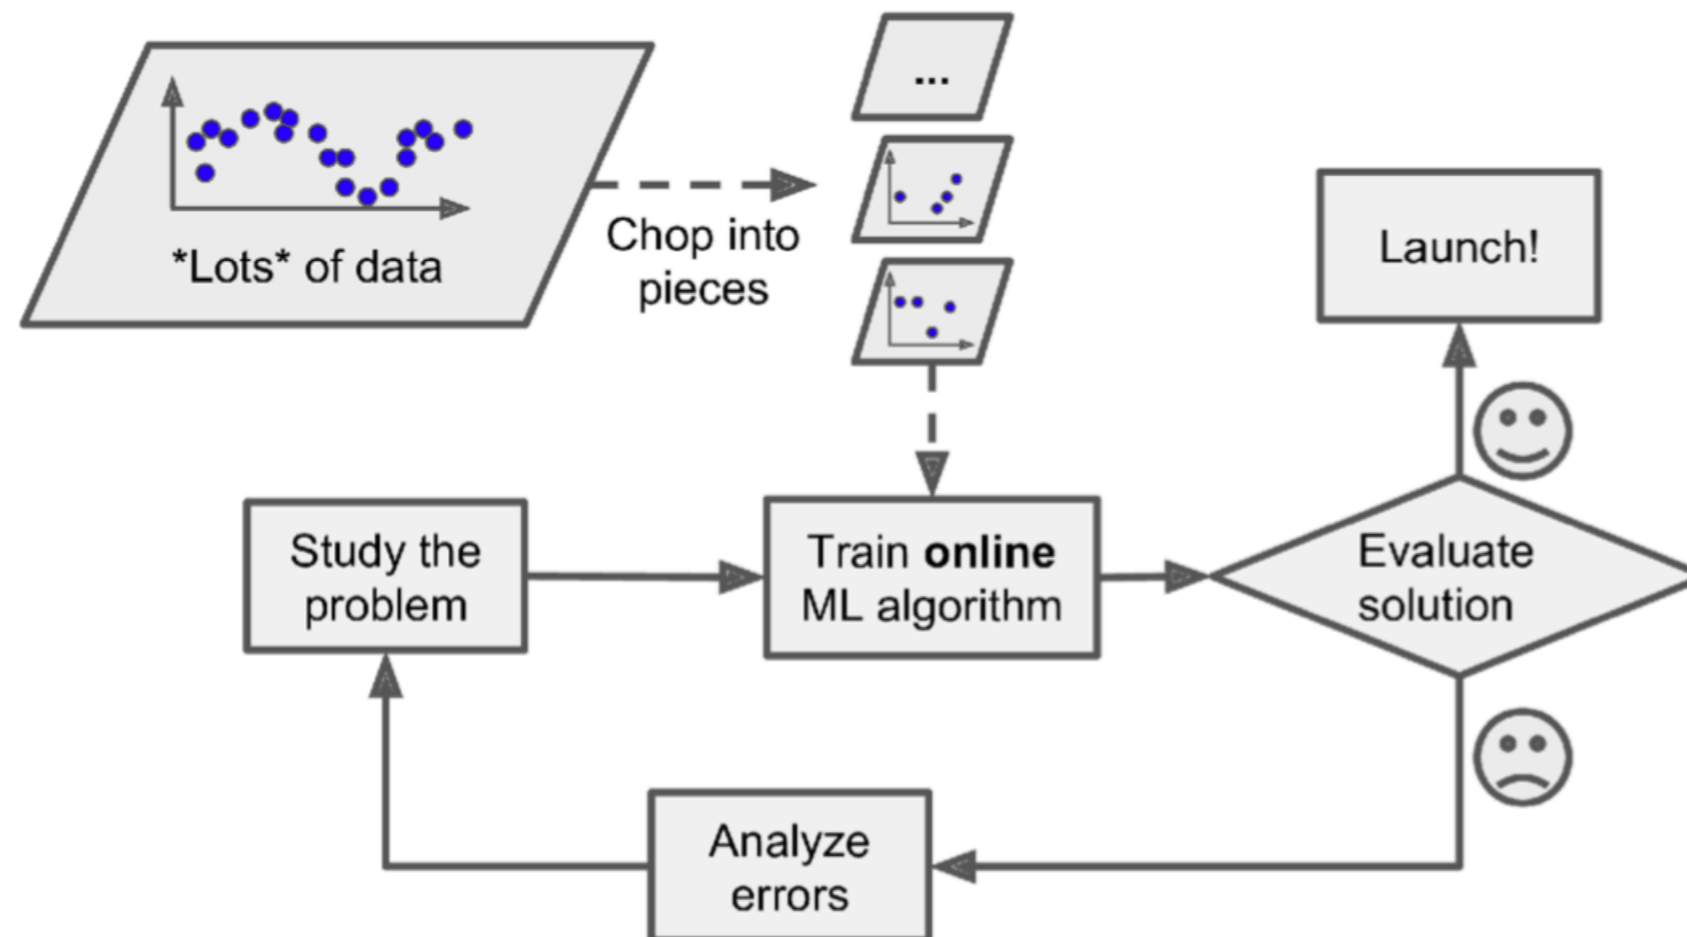 *Lots* of data
Chop into
pieces
...
Launch!
Study the
problem
Train online
ML algorithm
Evaluate
solution
Analyze
errors